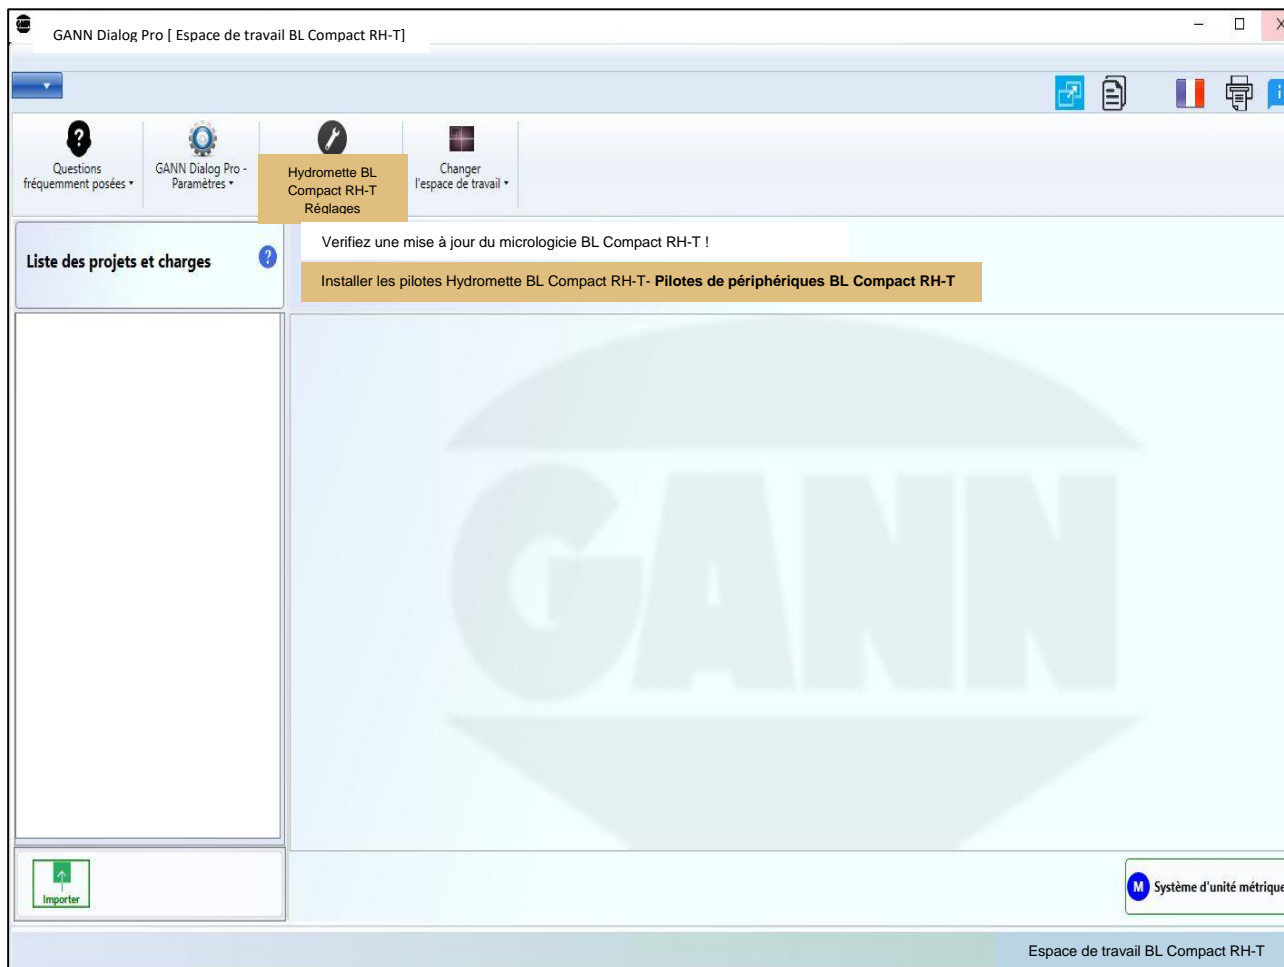 GANN Dialog Pro [ Espace de travail BL Compact RH-T]
Questions
fréquemment posées
GANN Dialog Pro -
Paramètres
Hydromette BL
Compact RH-T
Réglages
Changer
l'espace de travail
Liste des projets et charges
?
Verifiez une mise à jour du micrologicie BL Compact RH-T !
Installer les pilotes Hydromette BL Compact RH-T- Pilotes de périphériques BL Compact RH-T
GANN
Importer
M Système d'unité métrique
Espace de travail BL Compact RH-T